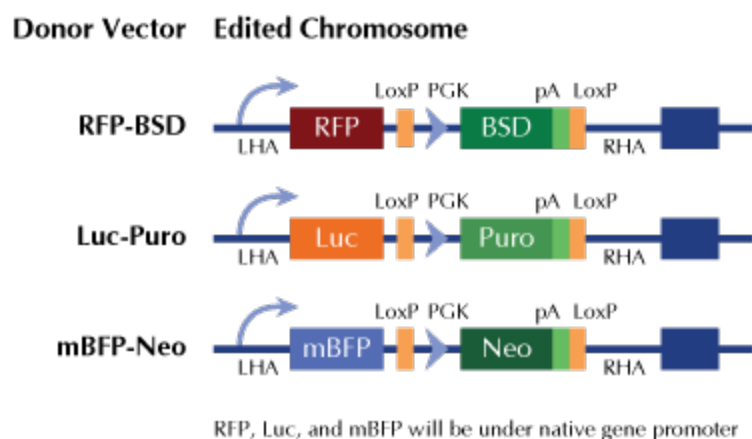 Donor Vector Edited Chromosome
LoxP PGK pA LoxP
RFP-BSD RFP BSD
LHA RHA
LoxP PGK pA LoxP
Luc-Puro Luc Puro
LHA RHA
LoxP PGK pA LoxP
mBFP-Neo mBFP Neo
LHA RHA
RFP, Luc, and mBFP will be under native gene promoter